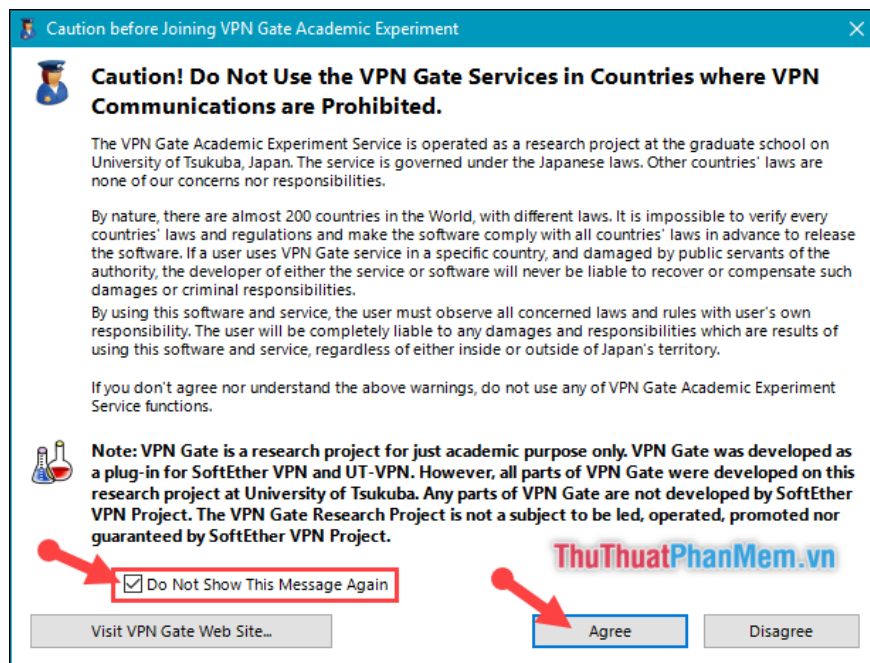 Caution before Joining VPN Gate Academic Experiment
Caution! Do Not Use the VPN Gate Services in Countries where VPN
Communications are Prohibited.
The VPN Gate Academic Experiment Service is operated as a research project at the graduate school on
University of Tsukuba, Japan. The service is governed under the Japanese laws. Other countries' laws are
none of our concerns nor responsibilities.
By nature, there are almost 200 countries in the World, with different laws. It is impossible to verify every
countries' laws and regulations and make the software comply with all countries' laws in advance to release
the software. If a user uses VPN Gate service in a specific country, and damaged by public servants of the
authority, the developer of either the service or software will never be liable to recover or compensate such
damages or criminal responsibilities.
By using this software and service, the user must observe all concerned laws and rules with user's own
responsibility. The user will be completely liable to any damages and responsibilities which are results of
using this software and service, regardless of either inside or outside of Japan's territory.
If you don't agree nor understand the above warnings, do not use any of VPN Gate Academic Experiment
Service functions.
Note: VPN Gate is a research project for just academic purpose only. VPN Gate was developed as
a plug-in for SoftEther VPN and UT-VPN. However, all parts of VPN Gate were developed on this
research project at University of Tsukuba. Any parts of VPN Gate are not developed by SoftEther
VPN Project. The VPN Gate Research Project is not a subject to be led, operated, promoted nor
guaranteed by SoftEther VPN Project.
ThuThuatPhanMem.vn
Do Not Show This Message Again
Visit VPN Gate Web Site...
Agree
Disagree